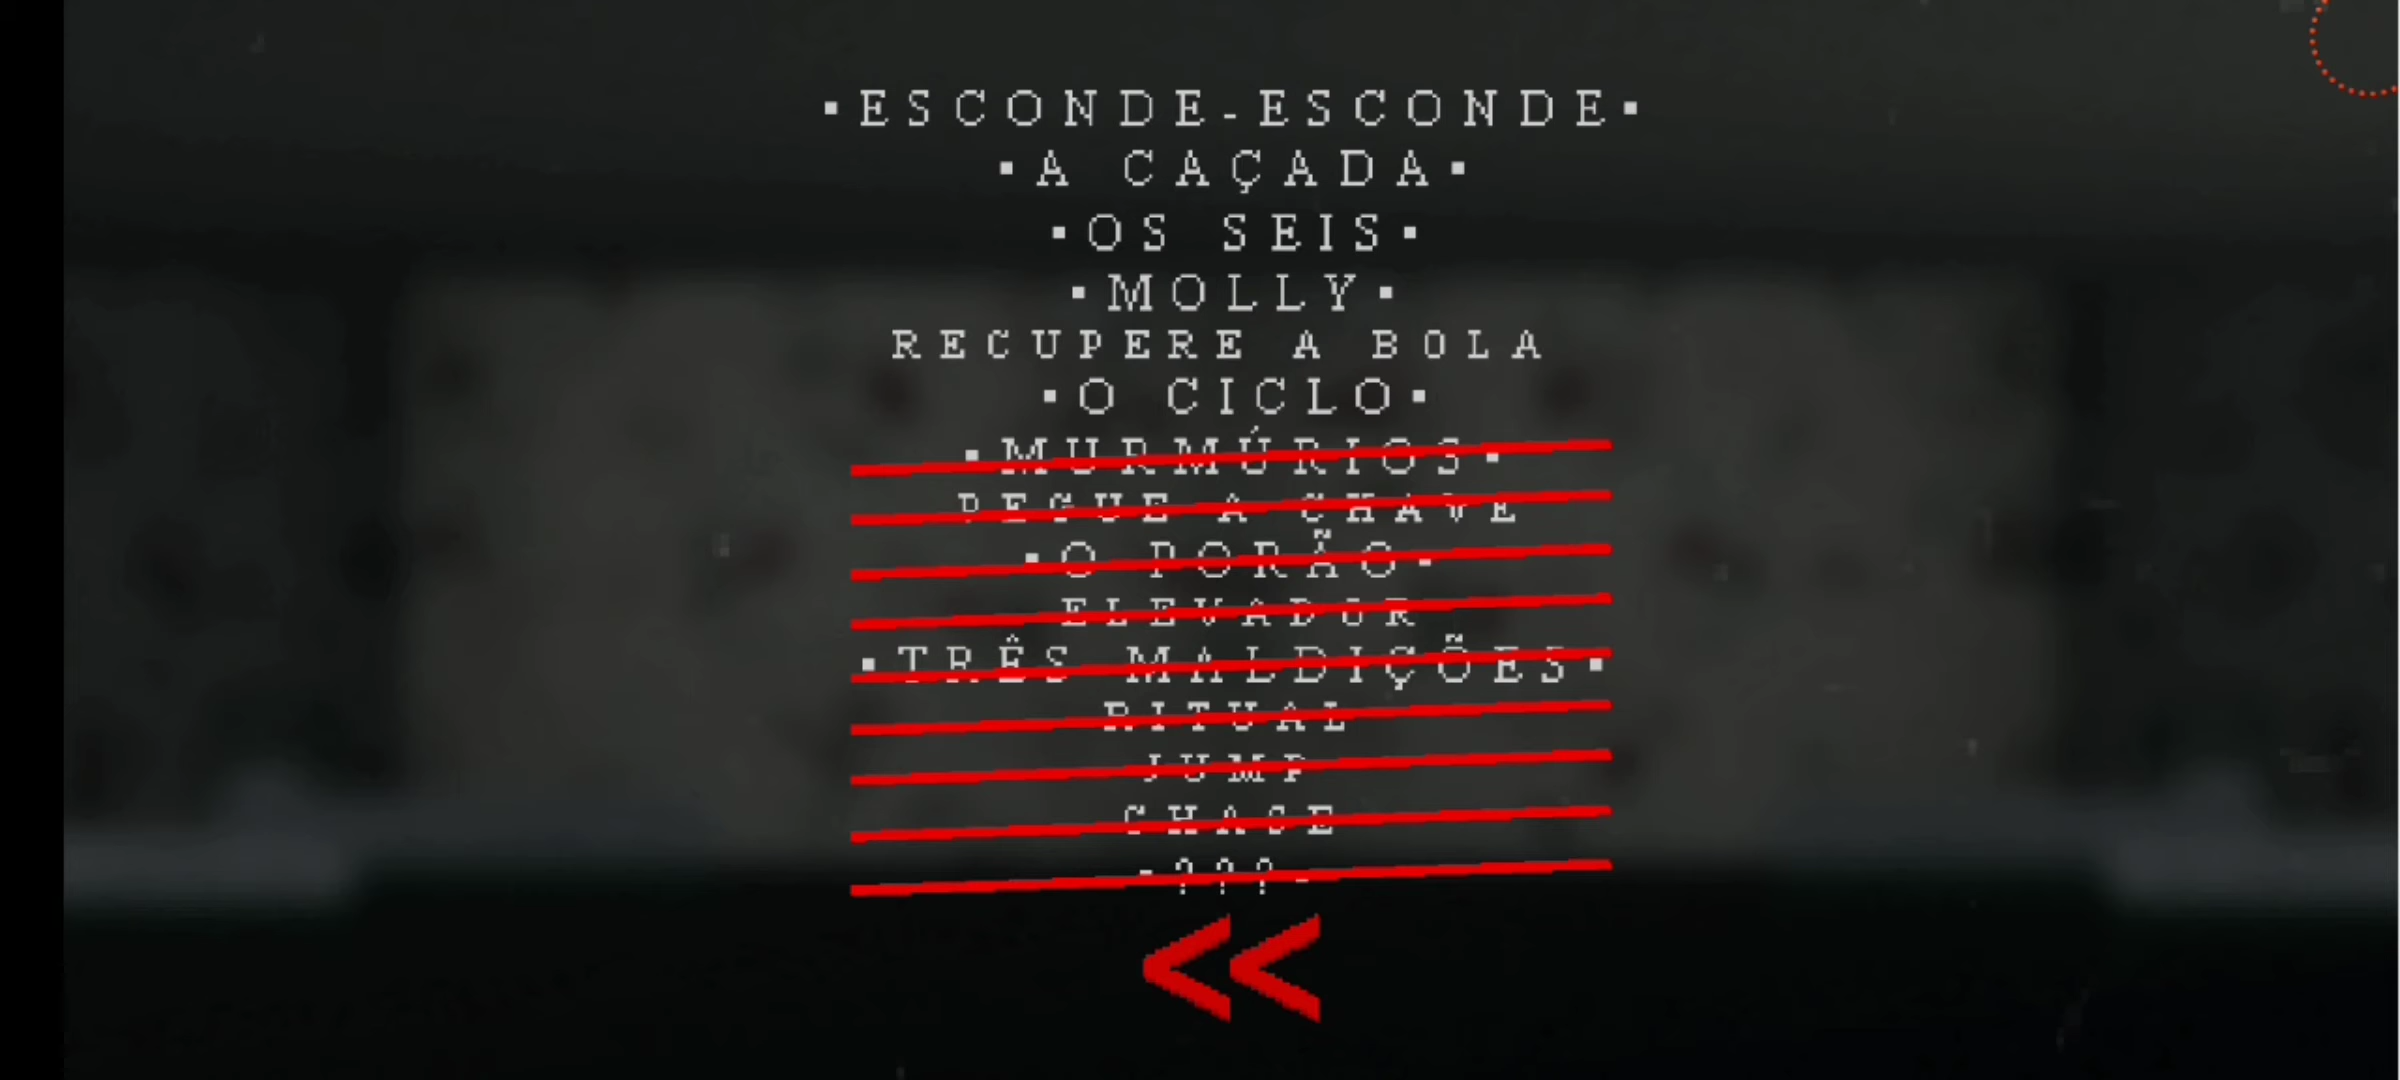 ▪ESCONDE-ESCONDE▪
▪A CAÇADA▪
▪OS SEIS▪
▪MOLLY▪
RECUPERE A BOLA
▪O CICLO▪
▪MURMÚRIOS▪
PEGUE A CHAVE
▪O PORÃO▪
ELEVADOR
▪TRÊS MALDIÇÕES▪
RITUAL
JUMP
CHASE
▪???▪
<<